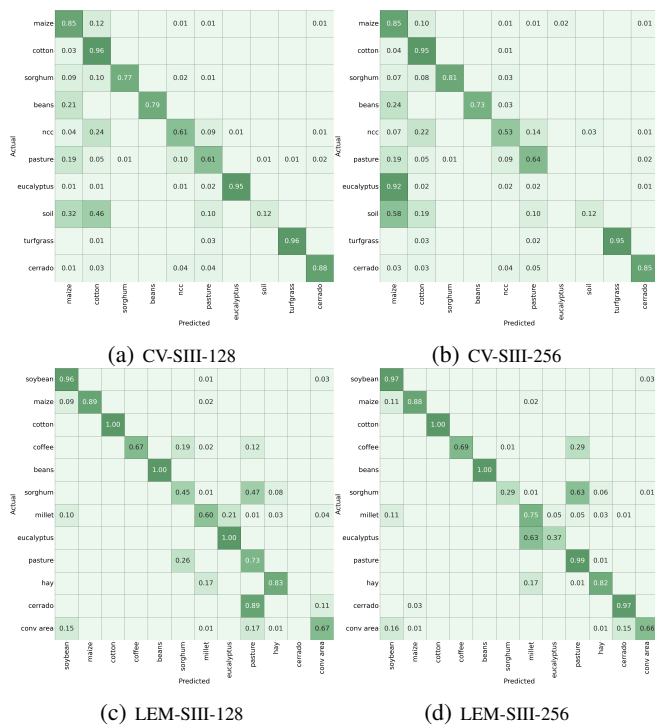 Actual
maize 0.85 0.12 0.01 0.01 0.01
cotton 0.03 0.96
sorghum 0.09 0.10 0.77 0.02 0.01
beans 0.21 0.79
ncc 0.04 0.24 0.61 0.09 0.01 0.01
pasture 0.19 0.05 0.01 0.10 0.61 0.01 0.01 0.02
eucalyptus 0.01 0.01 0.01 0.02 0.95 0.01
soil 0.32 0.46 0.10 0.12
turfgrass 0.01 0.03 0.96
cerrado 0.01 0.03 0.04 0.04 0.88
maize cotton sorghum beans ncc pasture eucalyptus soil turfgrass cerrado
Predicted
(a) CV-SIII-128
Actual
maize 0.85 0.10 0.01 0.01 0.02 0.01
cotton 0.04 0.95 0.01
sorghum 0.07 0.08 0.81 0.03
beans 0.24 0.73 0.03
ncc 0.07 0.22 0.53 0.14 0.03 0.01
pasture 0.19 0.05 0.01 0.09 0.64 0.02
eucalyptus 0.92 0.02 0.02 0.02 0.01
soil 0.58 0.19 0.10 0.12
turfgrass 0.03 0.02 0.95
cerrado 0.03 0.03 0.04 0.05 0.85
maize cotton sorghum beans ncc pasture eucalyptus soil turfgrass cerrado
Predicted
(b) CV-SIII-256
Actual
soybean 0.96 0.01 0.03
maize 0.09 0.89 0.02
cotton 1.00
coffee 0.67 0.19 0.02 0.12
beans 1.00
sorghum 0.45 0.01 0.47 0.08
millet 0.10 0.60 0.21 0.01 0.03 0.04
eucalyptus 1.00
pasture 0.26 0.73
hay 0.17 0.83
cerrado 0.89 0.11
conv area 0.15 0.01 0.17 0.01 0.67
soybean maize cotton coffee beans sorghum millet eucalyptus pasture hay cerrado conv area
Predicted
(c) LEM-SIII-128
Actual
soybean 0.97 0.03
maize 0.11 0.88 0.02
cotton 1.00
coffee 0.69 0.01 0.29
beans 1.00
sorghum 0.29 0.01 0.63 0.06 0.01
millet 0.11 0.75 0.05 0.05 0.03 0.01
eucalyptus 0.63 0.37
pasture 0.99 0.01
hay 0.17 0.01 0.82
cerrado 0.03 0.97
conv area 0.16 0.01 0.01 0.15 0.66
soybean maize cotton coffee beans sorghum millet eucalyptus pasture hay cerrado conv area
Predicted
(d) LEM-SIII-256